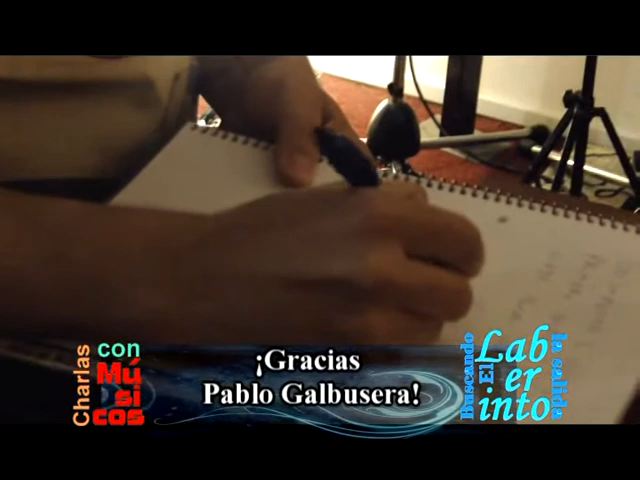 Charlas
con
Mú
si
cos
¡Gracias
Pablo Galbusera!
Buscando
El
Lab
er
into
la salida